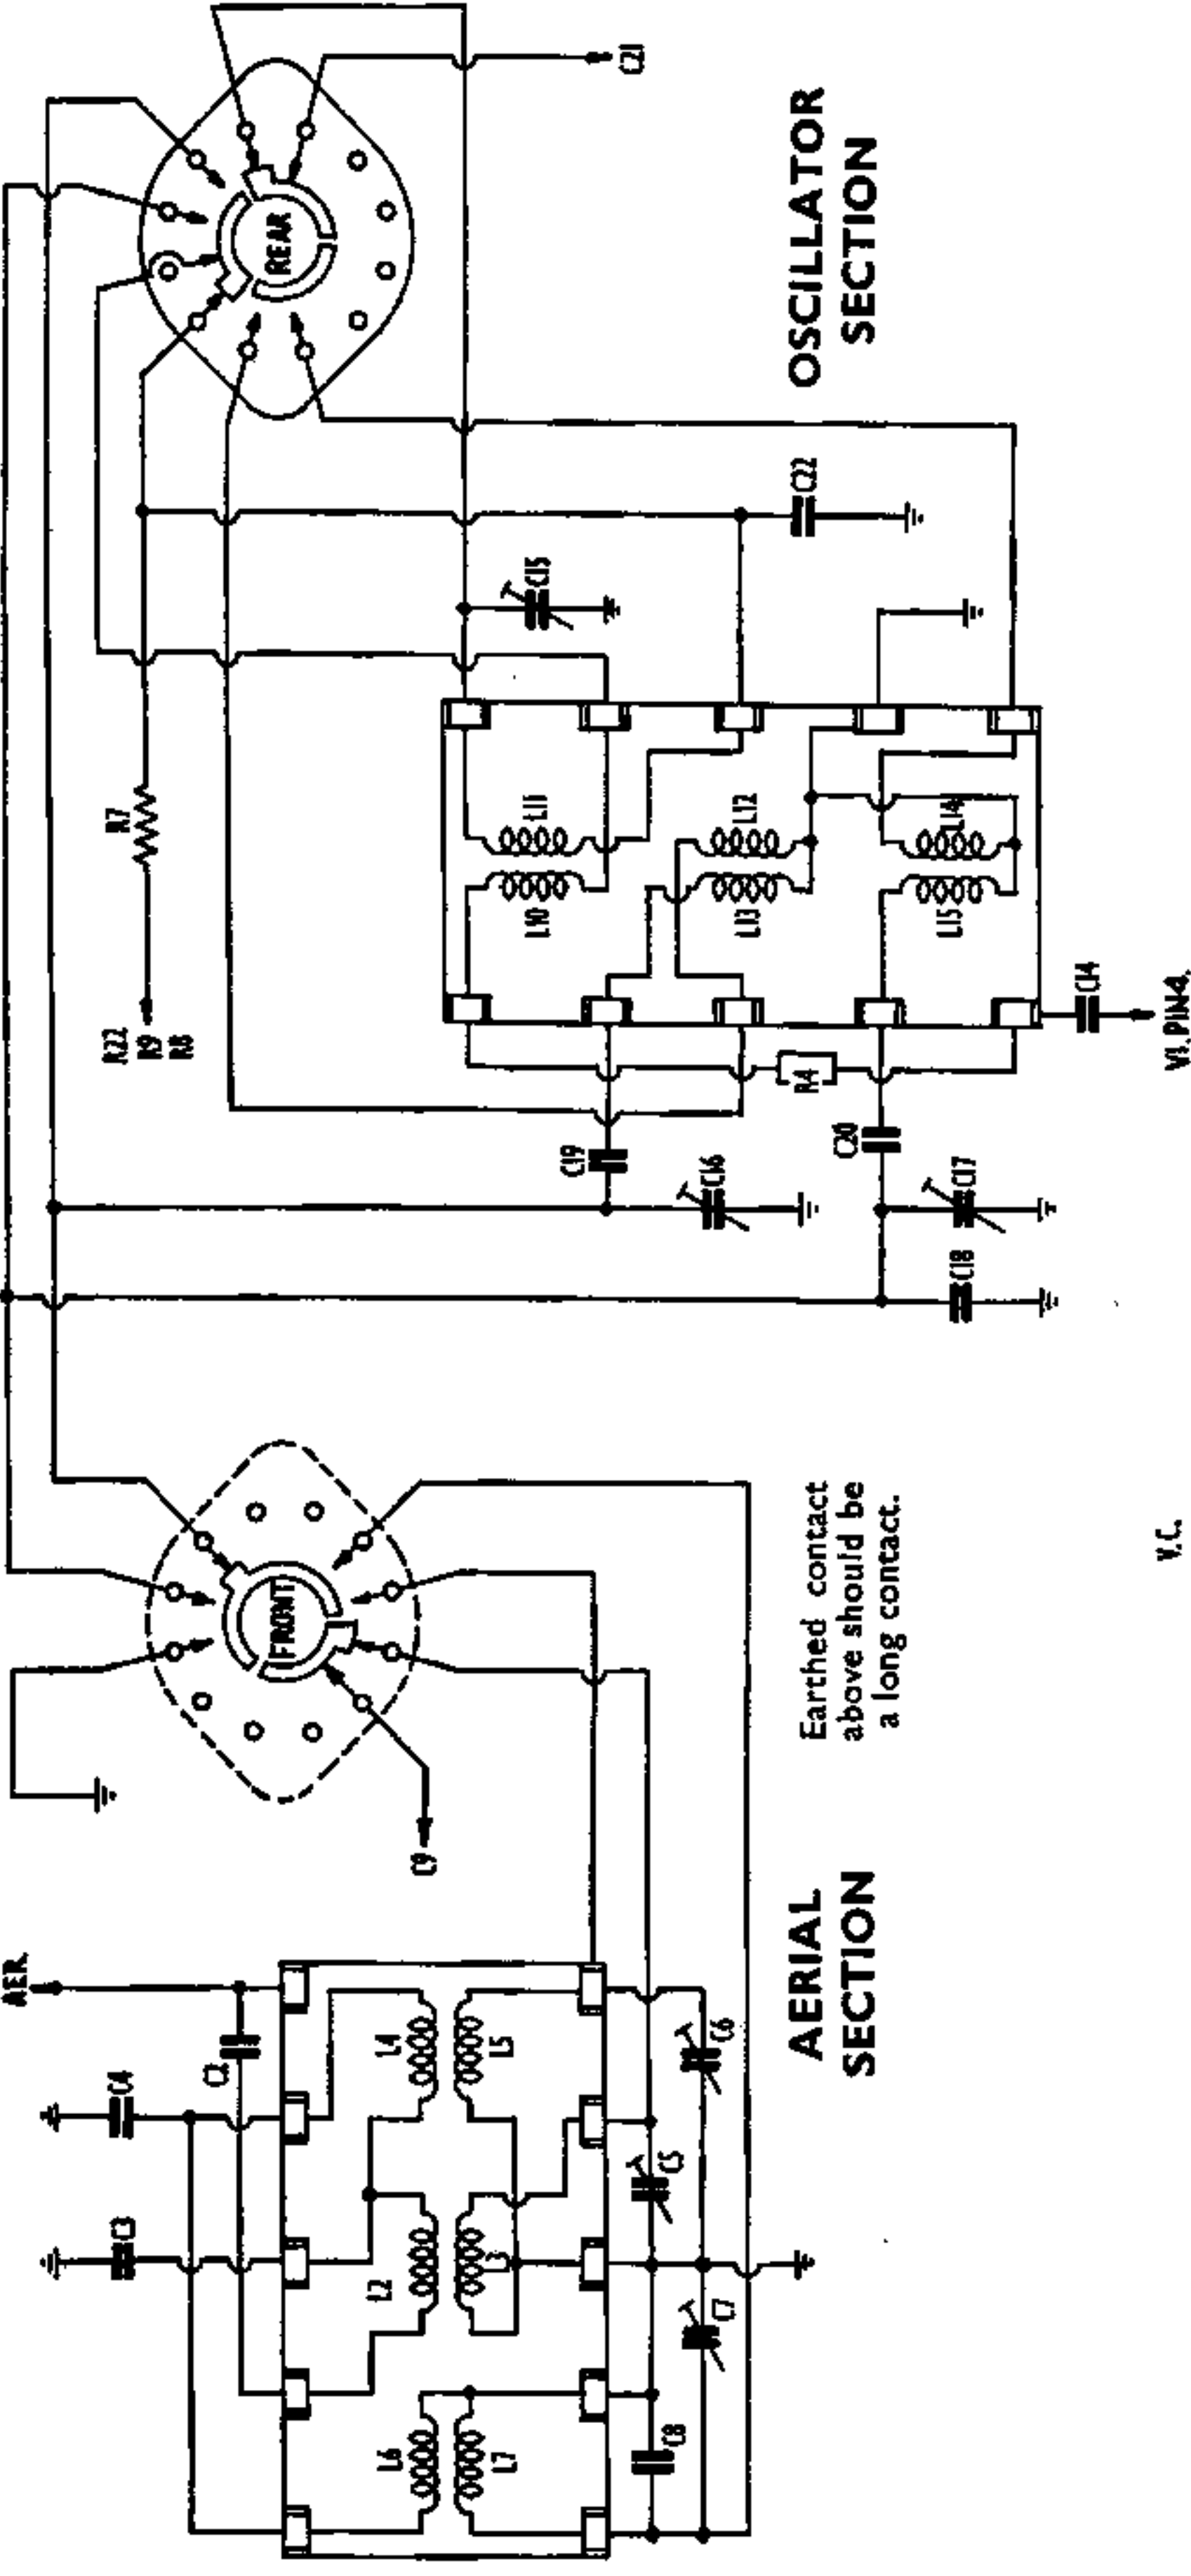 AER.
C4
C3
C2
L4
L5
L2
L3
L6
L7
C6
C5
C7
C8
AERIAL
SECTION
FRONT
C9
Earthed contact
above should be
a long contact.
V.C.
REAR
C21
OSCILLATOR
SECTION
R7
R22
R9
R8
C15
C22
L11
L10
L12
L13
L14
L15
R4
C19
C16
C20
C17
C18
C14
V1.PIN4.